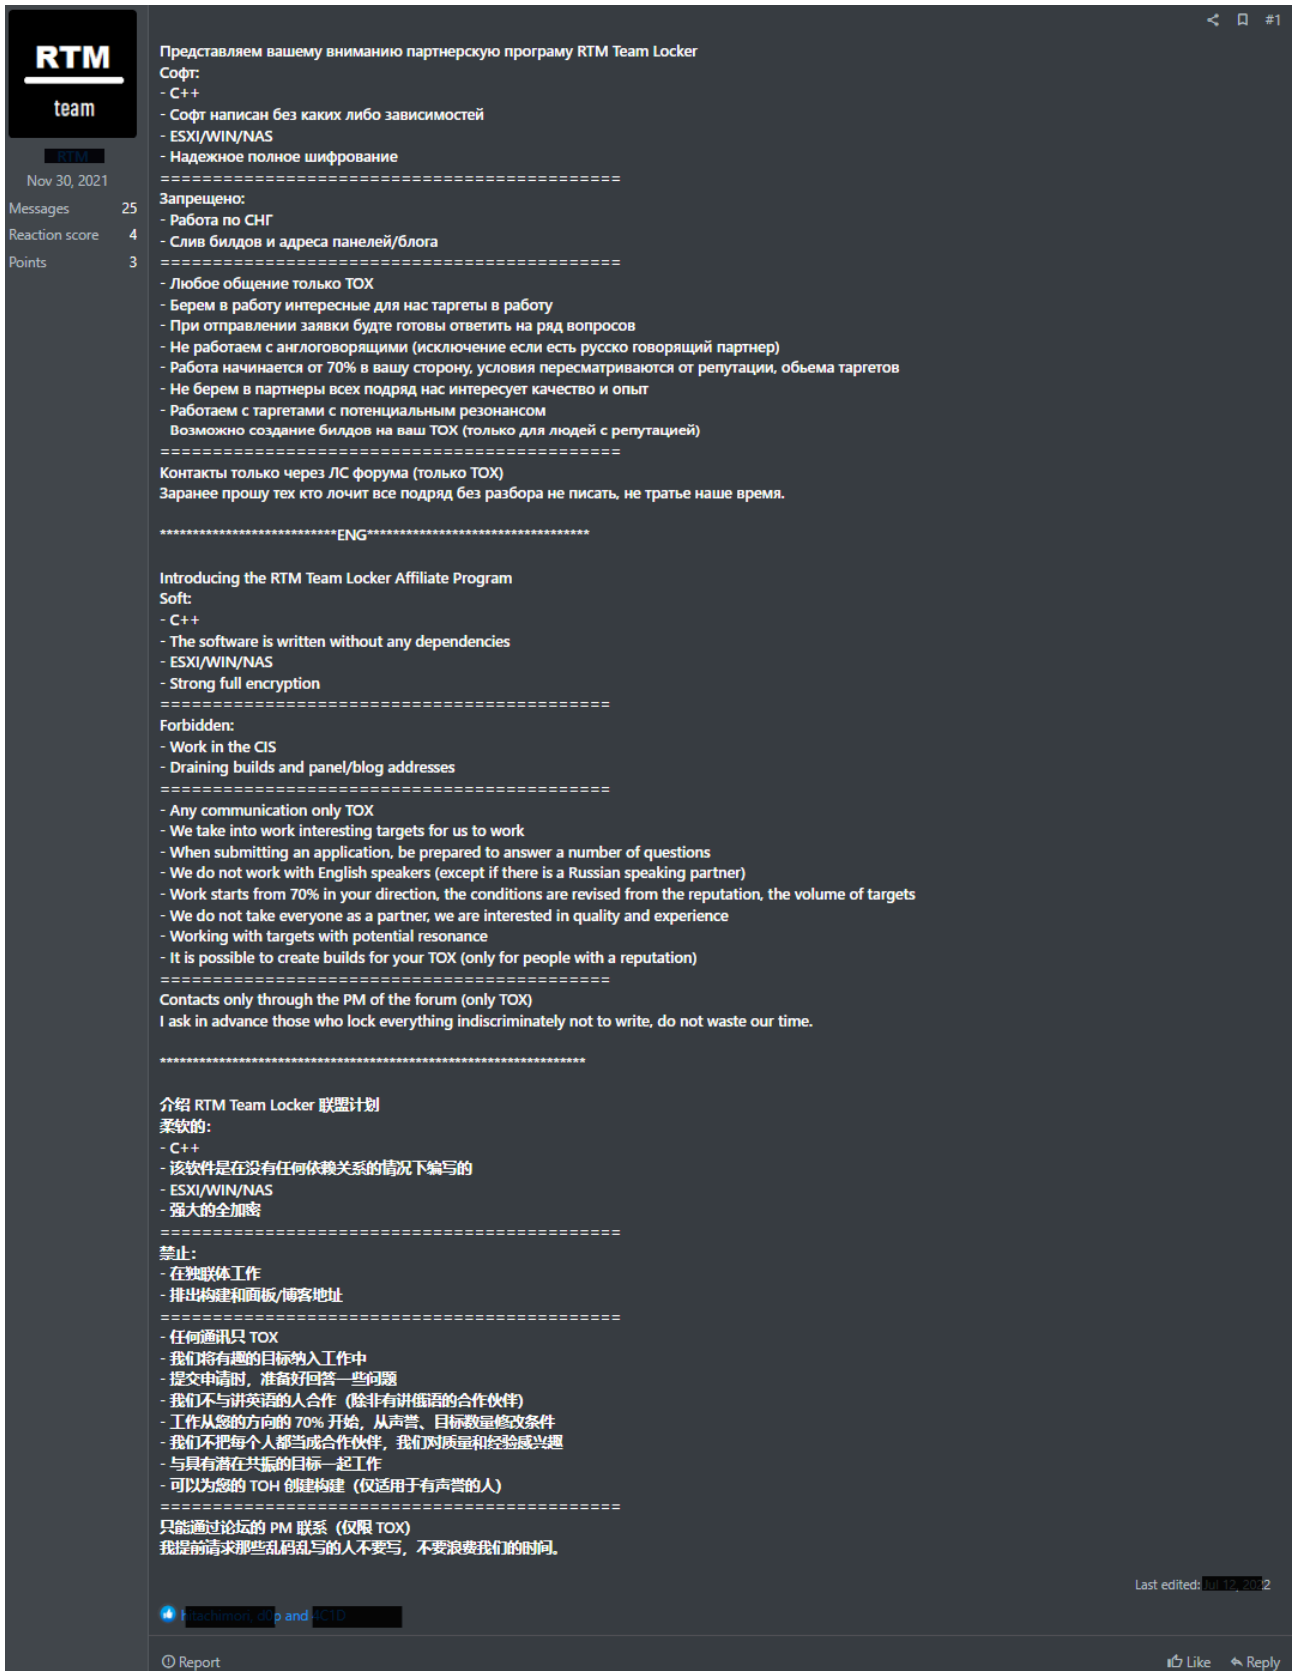 RTM
team
RTM
Nov 30, 2021
Messages 25
Reaction score 4
Points 3
#1
Представляем вашему вниманию партнерскую програму RTM Team Locker
Софт:
- C++
- Софт написан без каких либо зависимостей
- ESXI/WIN/NAS
- Надежное полное шифрование
============================================
Запрещено:
- Работа по СНГ
- Слив билдов и адреса панелей/блога
============================================
- Любое общение только TOX
- Берем в работу интересные для нас таргеты в работу
- При отправлении заявки будте готовы ответить на ряд вопросов
- Не работаем с англоговорящими (исключение если есть русско говорящий партнер)
- Работа начинается от 70% в вашу сторону, условия пересматриваются от репутации, обьема таргетов
- Не берем в партнеры всех подряд нас интересует качество и опыт
- Работаем с таргетами с потенциальным резонансом
Возможно создание билдов на ваш TOX (только для людей с репутацией)
============================================
Контакты только через ЛС форума (только TOX)
Заранее прошу тех кто лочит все подряд без разбора не писать, не тратье наше время.
***************************ENG**********************************
Introducing the RTM Team Locker Affiliate Program
Soft:
- C++
- The software is written without any dependencies
- ESXI/WIN/NAS
- Strong full encryption
===========================================
Forbidden:
- Work in the CIS
- Draining builds and panel/blog addresses
===========================================
- Any communication only TOX
- We take into work interesting targets for us to work
- When submitting an application, be prepared to answer a number of questions
- We do not work with English speakers (except if there is a Russian speaking partner)
- Work starts from 70% in your direction, the conditions are revised from the reputation, the volume of targets
- We do not take everyone as a partner, we are interested in quality and experience
- Working with targets with potential resonance
- It is possible to create builds for your TOX (only for people with a reputation)
===========================================
Contacts only through the PM of the forum (only TOX)
I ask in advance those who lock everything indiscriminately not to write, do not waste our time.
*****************************************************************
介绍 RTM Team Locker 联盟计划
柔软的：
- C++
- 该软件是在没有任何依赖关系的情况下编写的
- ESXI/WIN/NAS
- 强大的全加密
============================================
禁止：
- 在独联体工作
- 排出构建和面板/博客地址
============================================
- 任何通讯只 TOX
- 我们将有趣的目标纳入工作中
- 提交申请时，准备好回答一些问题
- 我们不与讲英语的人合作（除非有讲俄语的合作伙伴）
- 工作从您的方向的 70% 开始，从声誉、目标数量修改条件
- 我们不把每个人都当成合作伙伴，我们对质量和经验感兴趣
- 与具有潜在共振的目标一起工作
- 可以为您的 TOH 创建构建（仅适用于有声誉的人）
============================================
只能通过论坛的 PM 联系（仅限 TOX）
我提前请求那些乱码乱写的人不要写，不要浪费我们的时间。
Last edited: Jul 12, 2022
hitachimori, d0p and 4C1D
Report
Like Reply